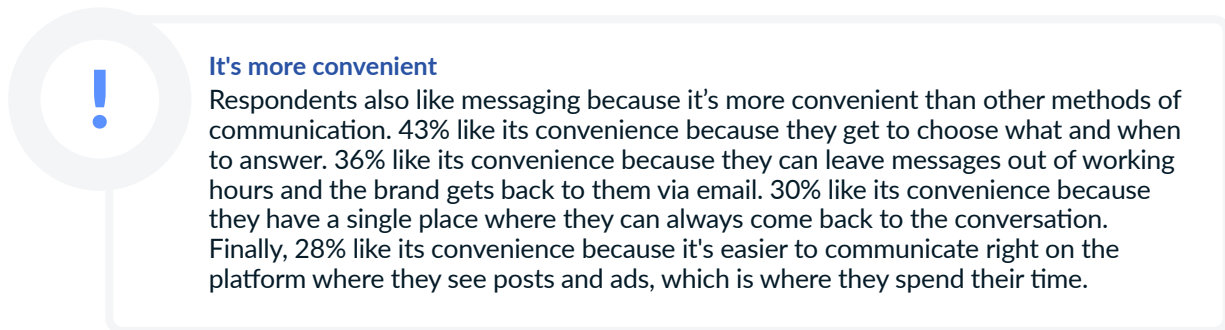 !
It's more convenient
Respondents also like messaging because it’s more convenient than other methods of
communication. 43% like its convenience because they get to choose what and when
to answer. 36% like its convenience because they can leave messages out of working
hours and the brand gets back to them via email. 30% like its convenience because
they have a single place where they can always come back to the conversation.
Finally, 28% like its convenience because it's easier to communicate right on the
platform where they see posts and ads, which is where they spend their time.